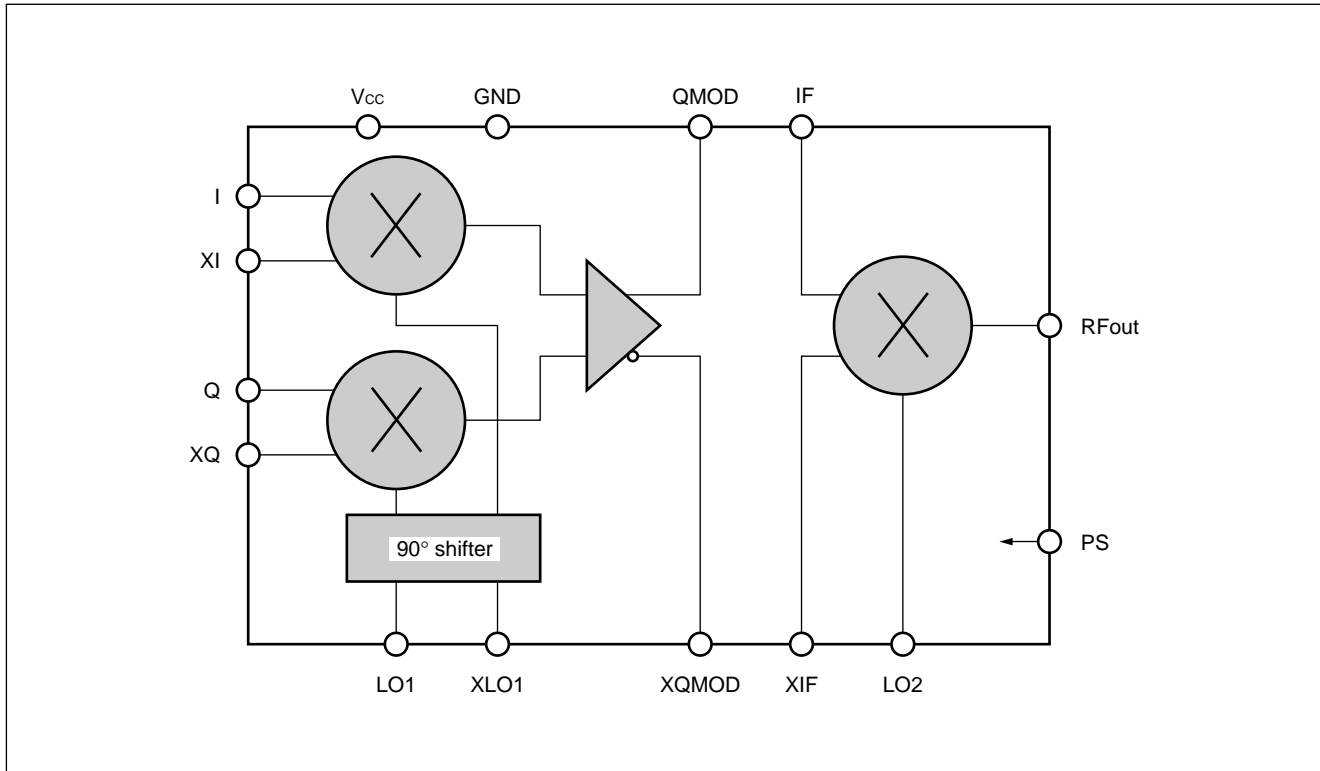 Vcc GND QMOD IF
I
XI
RFout
Q
XQ
PS
90° shifter
LO1 XLO1 XQMOD XIF LO2